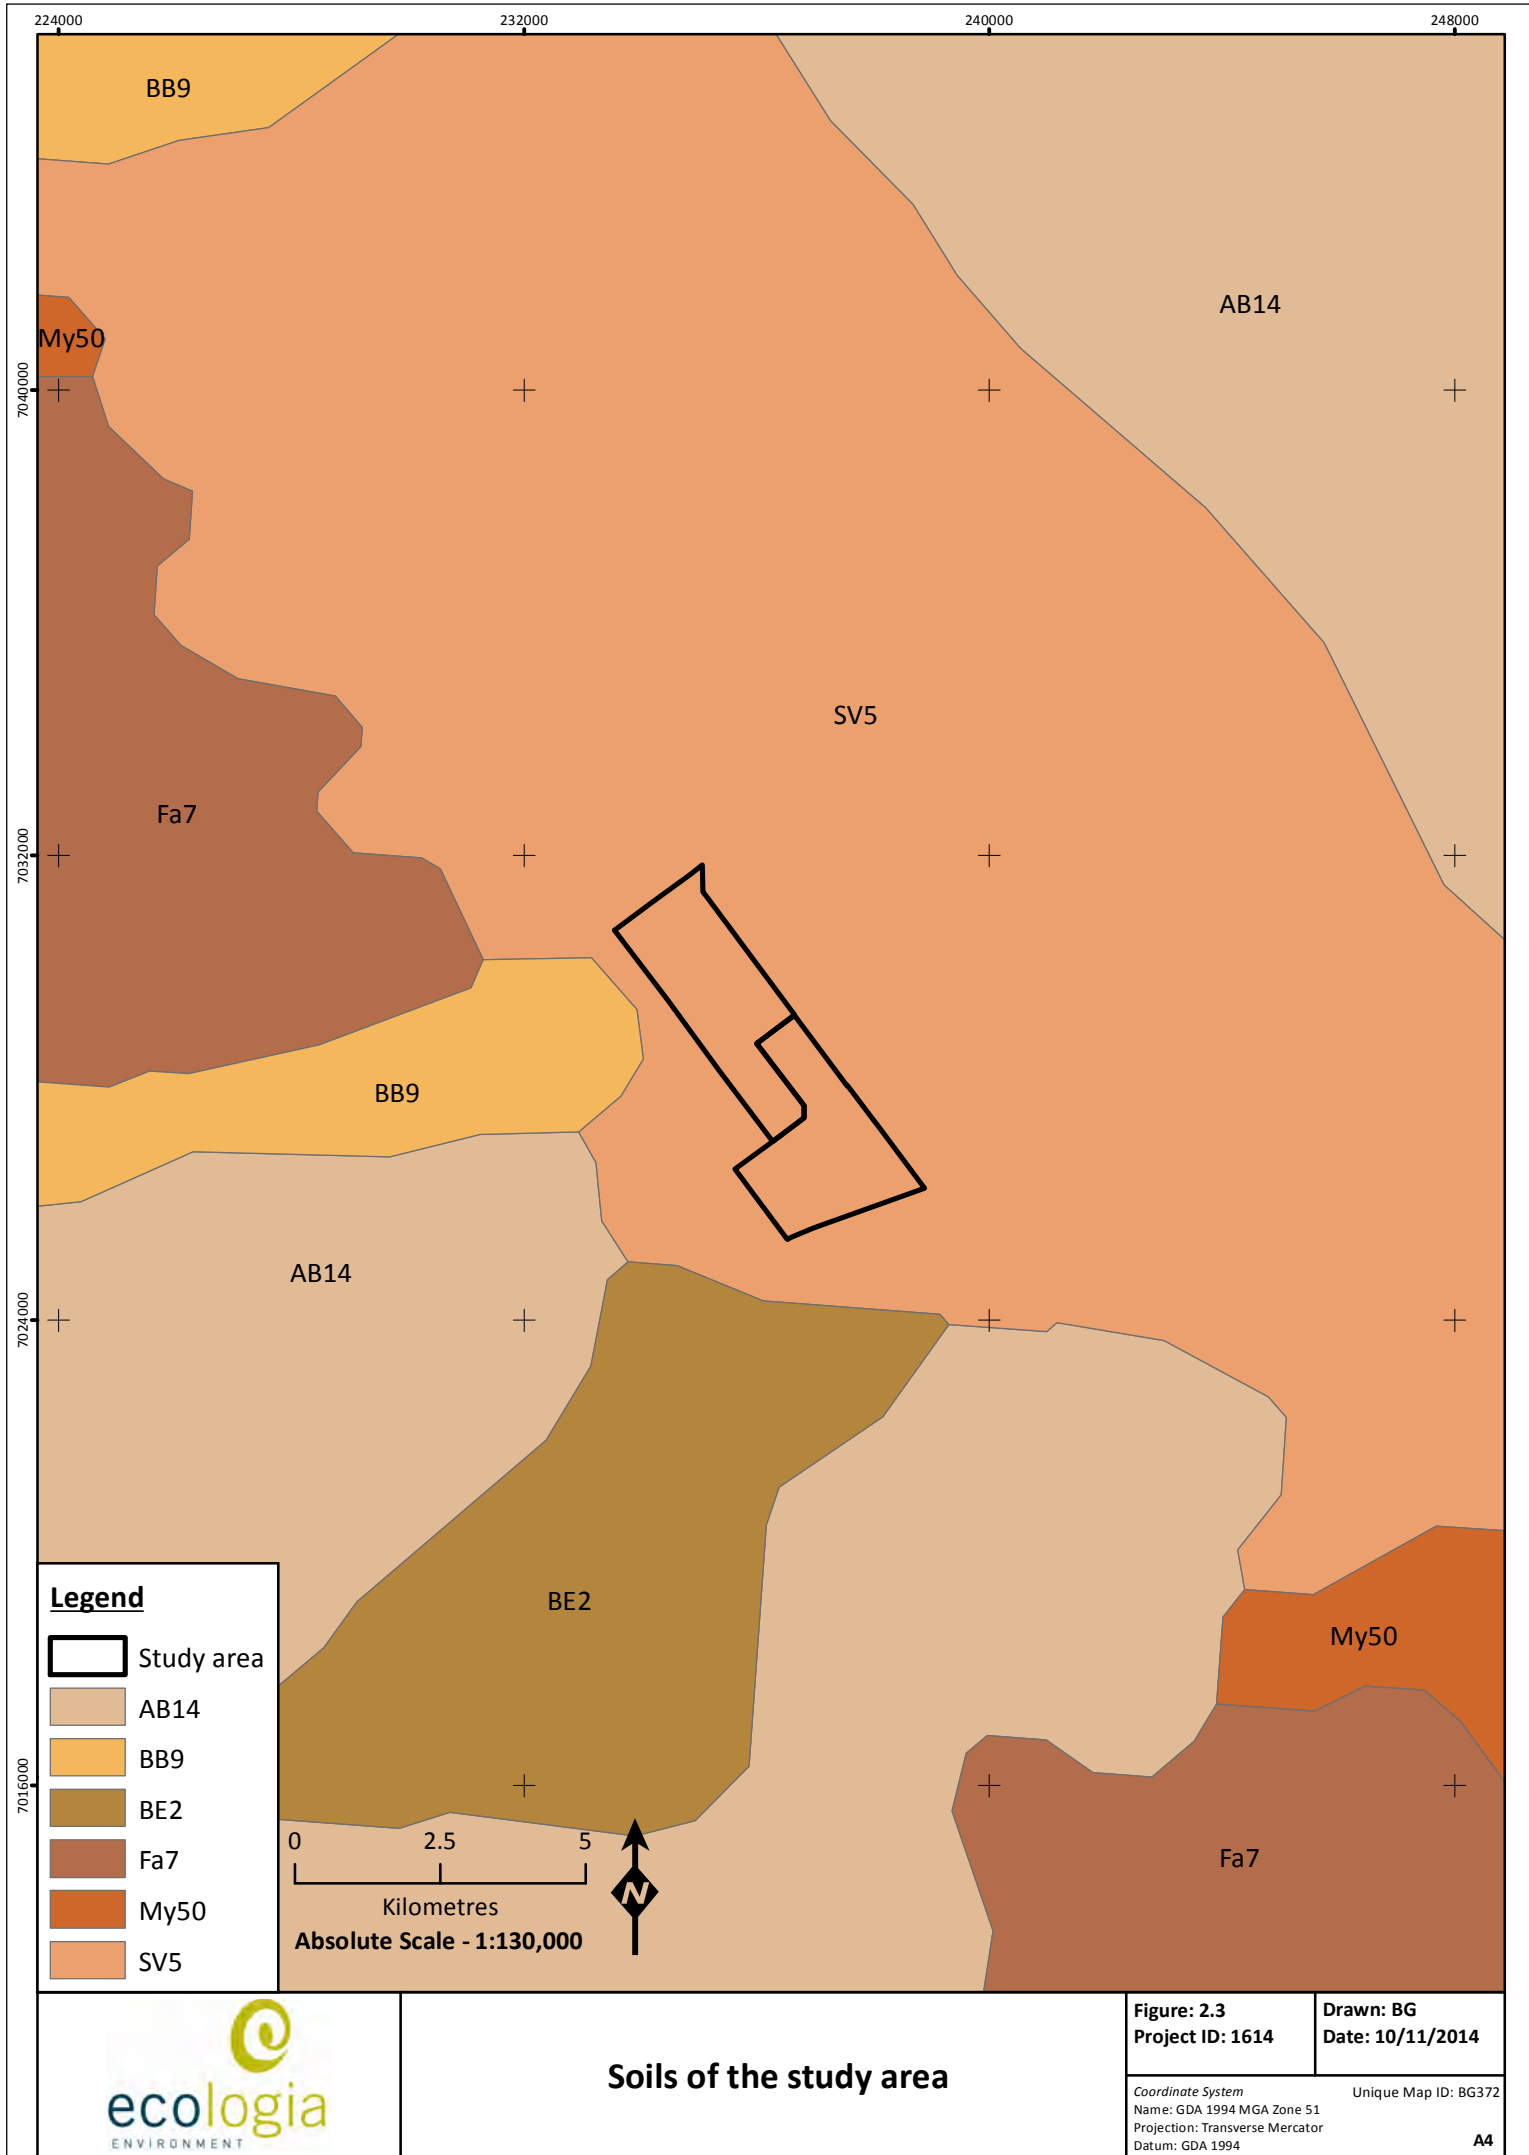 224000 232000 240000 248000
BB9
AB14
My50
7040000
SV5
Fa7
7032000
BB9
AB14
7024000
BE2
My50
7016000
Fa7
Legend
Study area
AB14
BB9
BE2
Fa7
My50
SV5
0 2.5 5
Kilometres
Absolute Scale - 1:130,000
N
ecologia
ENVIRONMENT
Soils of the study area
Figure: 2.3
Project ID: 1614
Drawn: BG
Date: 10/11/2014
Coordinate System
Name: GDA 1994 MGA Zone 51
Projection: Transverse Mercator
Datum: GDA 1994
Unique Map ID: BG372
A4